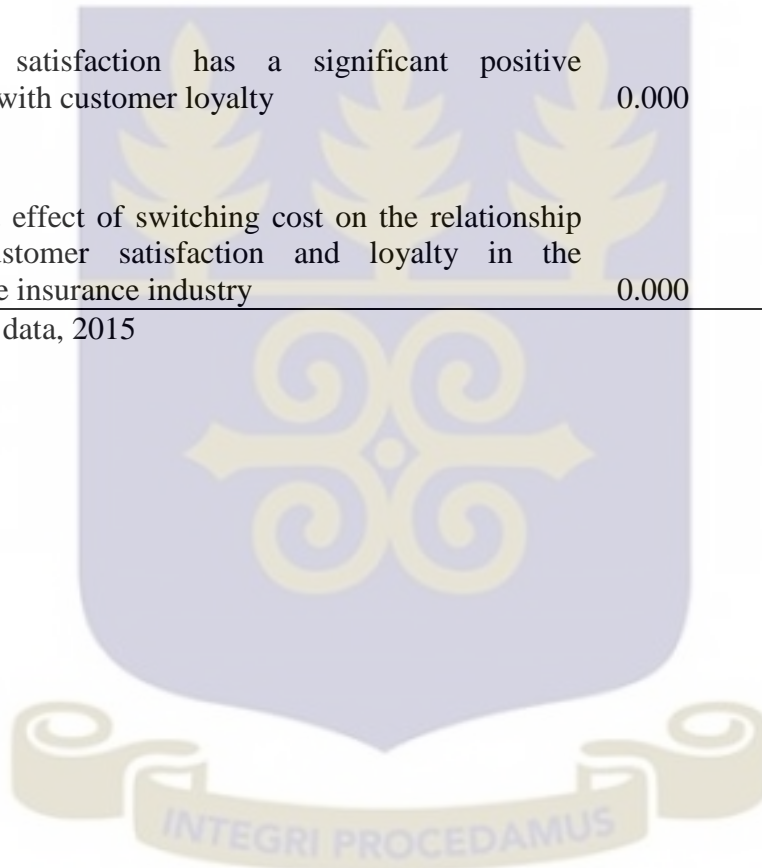 satisfaction has a significant positive
with customer loyalty 0.000
effect of switching cost on the relationship
stomer satisfaction and loyalty in the
e insurance industry 0.000
data, 2015
INTEGRI PROCEDAMUS